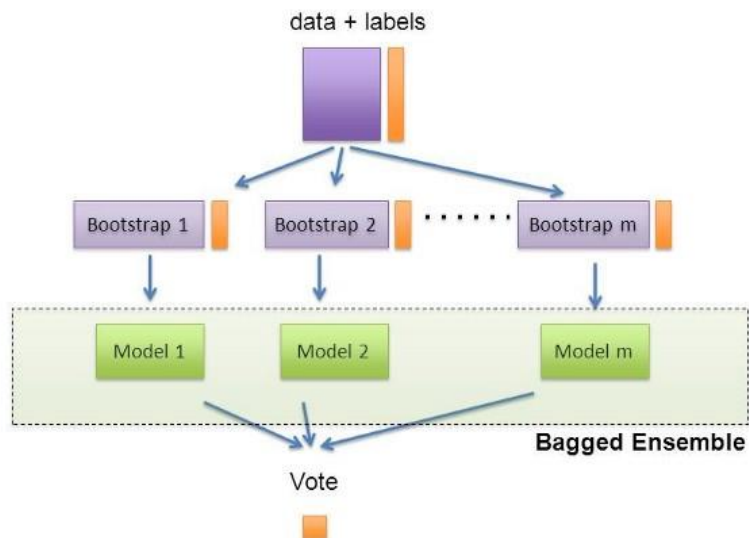 data + labels
Bootstrap 1
Bootstrap 2
. . . . . .
Bootstrap m
Model 1
Model 2
Model m
Bagged Ensemble
Vote